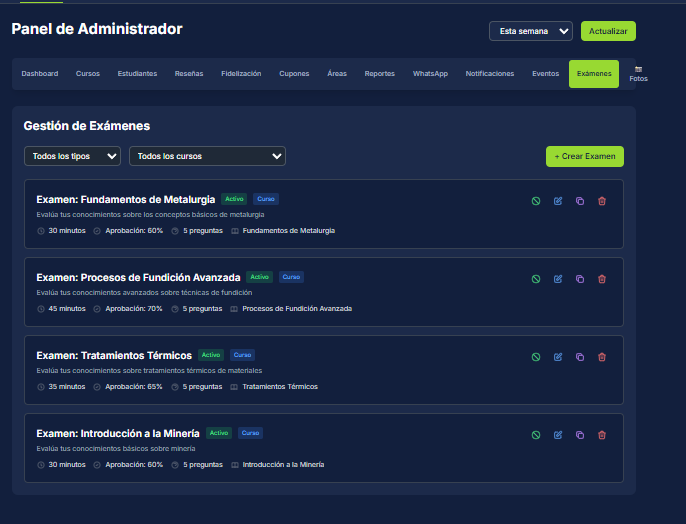 Panel de Administrador
Esta semana
Actualizar
Dashboard Cursos Estudiantes Reseñas Fidelización Cupones Áreas Reportes WhatsApp Notificaciones Eventos Exámenes Fotos
Gestión de Exámenes
Todos los tipos Todos los cursos + Crear Examen
Examen: Fundamentos de Metalurgia Activo Curso
Evalúa tus conocimientos sobre los conceptos básicos de metalurgia
30 minutos Aprobación: 60% 5 preguntas Fundamentos de Metalurgia
Examen: Procesos de Fundición Avanzada Activo Curso
Evalúa tus conocimientos avanzados sobre técnicas de fundición
45 minutos Aprobación: 70% 5 preguntas Procesos de Fundición Avanzada
Examen: Tratamientos Térmicos Activo Curso
Evalúa tus conocimientos sobre tratamientos térmicos de materiales
35 minutos Aprobación: 65% 5 preguntas Tratamientos Térmicos
Examen: Introducción a la Minería Activo Curso
Evalúa tus conocimientos básicos sobre minería
30 minutos Aprobación: 60% 5 preguntas Introducción a la Minería